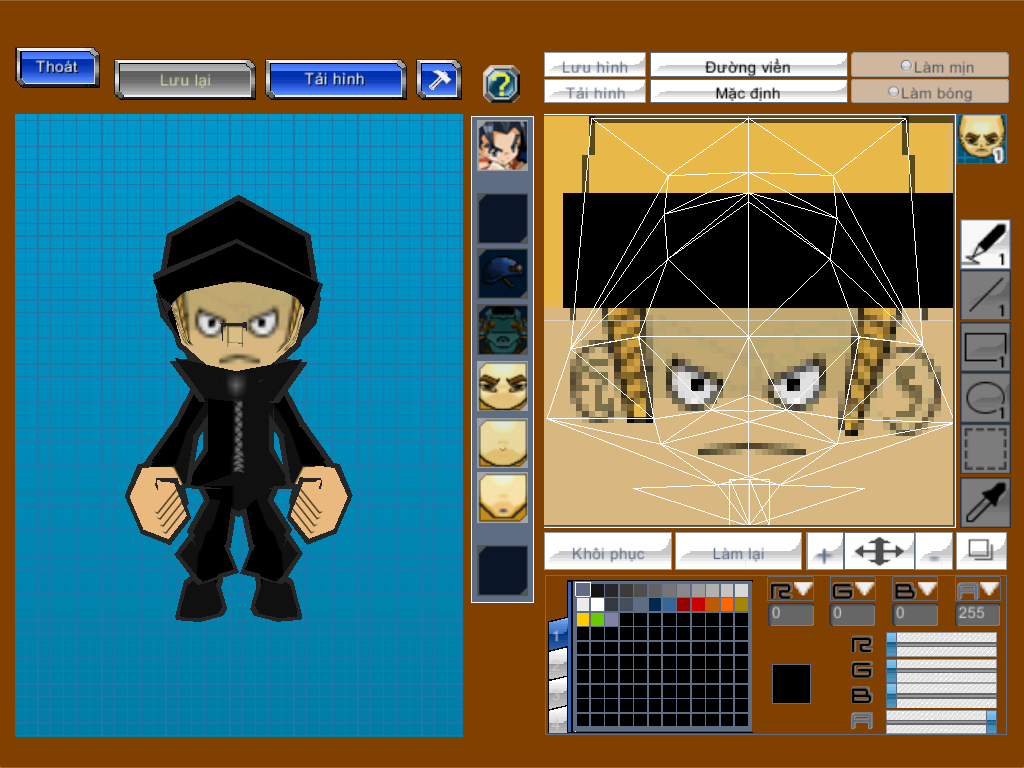 Thoát
Lưu lại
Tải hình
?
Lưu hình
Đường viền
Làm mịn
Tải hình
Mặc định
Làm bóng
1
1
1
1
1
Khôi phục
Làm lại
+
-
1
R G B A
0 0 0 255
R
G
B
A